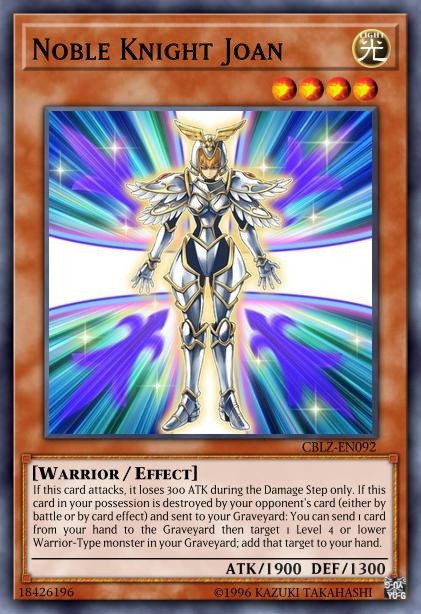 NOBLE KNIGHT JOAN
LIGHT
光
CBLZ-EN092
[WARRIOR / EFFECT]
If this card attacks, it loses 300 ATK during the Damage Step only. If this
card in your possession is destroyed by your opponent's card (either by
battle or by card effect) and sent to your Graveyard: You can send 1 card
from your hand to the Graveyard then target 1 Level 4 or lower
Warrior-Type monster in your Graveyard; add that target to your hand.
ATK/1900 DEF/1300
18426196
©1996 KAZUKI TAKAHASHI